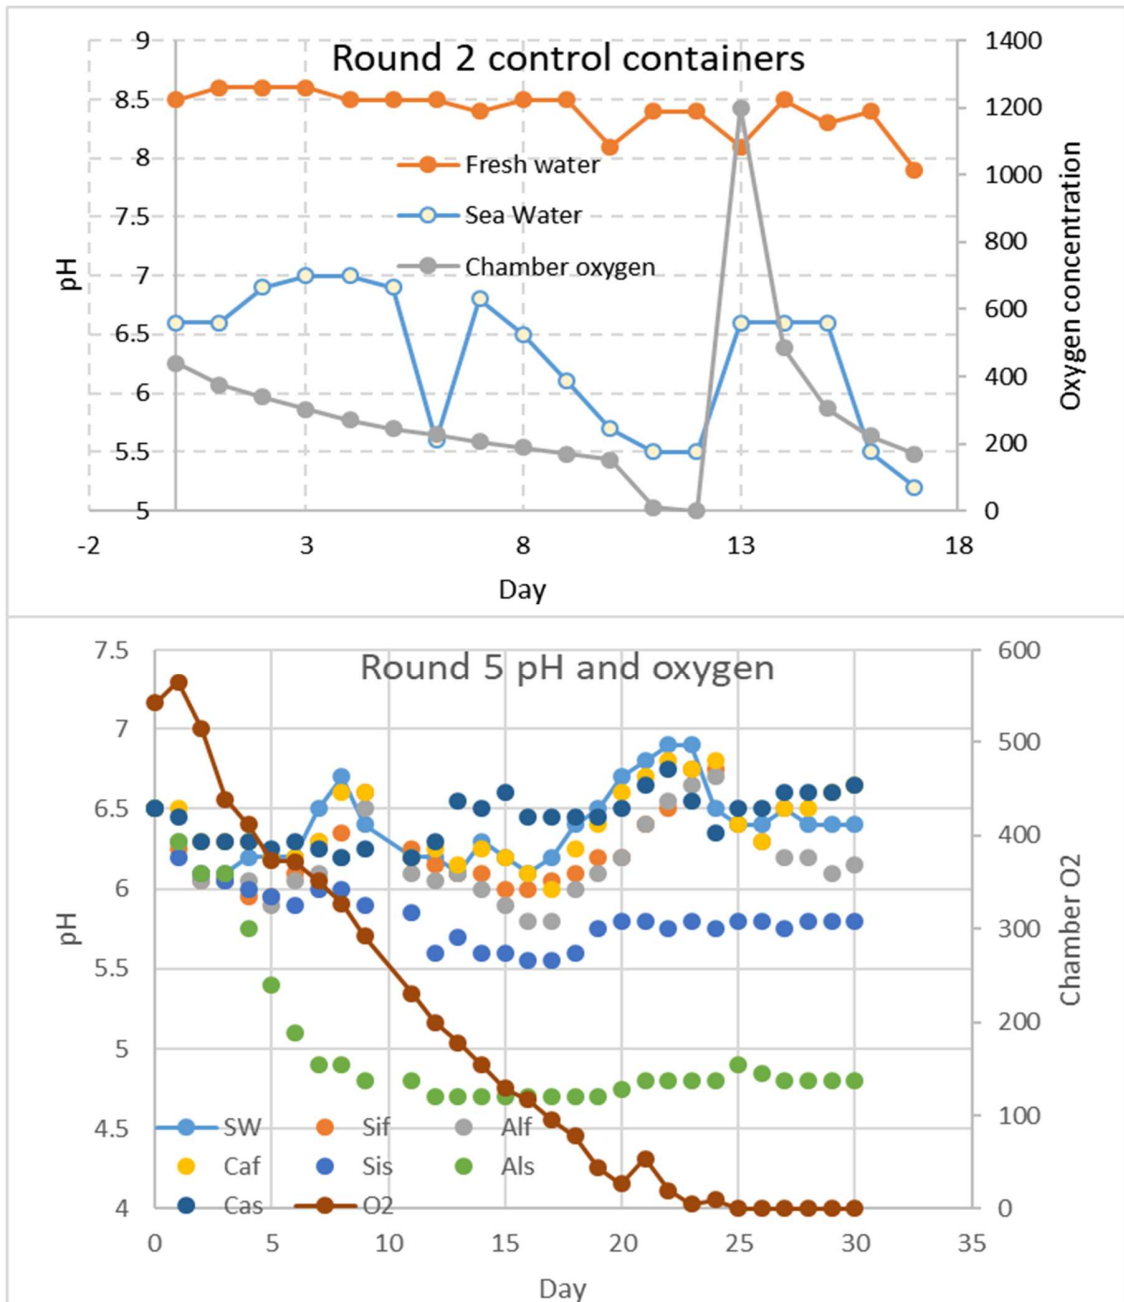 Round 2 control containers
9
8.5
8
7.5
7
6.5
6
5.5
5
pH
1400
1200
1000
800
600
400
200
0
Oxygen concentration
Fresh water
Sea Water
Chamber oxygen
-2 3 8 13 18
Day
Round 5 pH and oxygen
7.5
7
6.5
6
5.5
5
4.5
4
pH
600
500
400
300
200
100
0
Chamber O2
SW Sif Alf
Caf Sis Als
Cas O2
0 5 10 15 20 25 30 35
Day